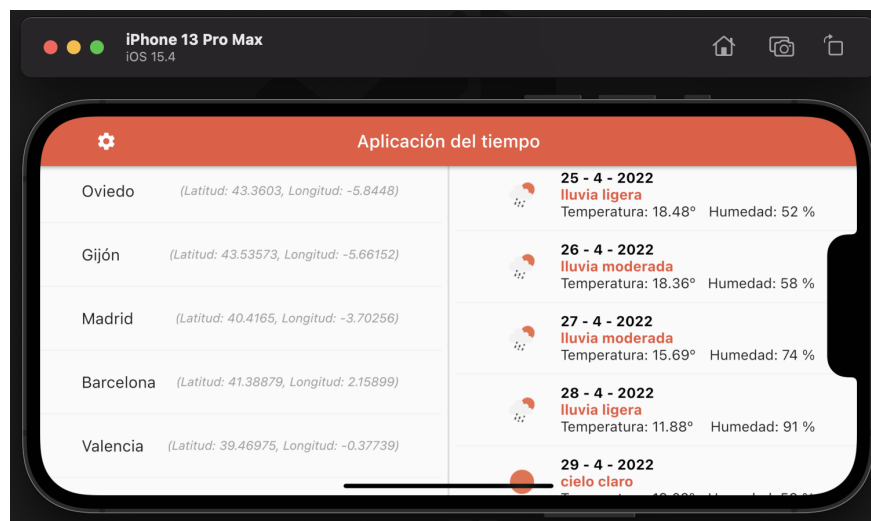 iPhone 13 Pro Max
iOS 15.4
Aplicación del tiempo
Oviedo (Latitud: 43.3603, Longitud: -5.8448)
Gijón (Latitud: 43.53573, Longitud: -5.66152)
Madrid (Latitud: 40.4165, Longitud: -3.70256)
Barcelona (Latitud: 41.38879, Longitud: 2.15899)
Valencia (Latitud: 39.46975, Longitud: -0.37739)
25 - 4 - 2022
lluvia ligera
Temperatura: 18.48° Humedad: 52 %
26 - 4 - 2022
lluvia moderada
Temperatura: 18.36° Humedad: 58 %
27 - 4 - 2022
lluvia moderada
Temperatura: 15.69° Humedad: 74 %
28 - 4 - 2022
lluvia ligera
Temperatura: 11.88° Humedad: 91 %
29 - 4 - 2022
cielo claro